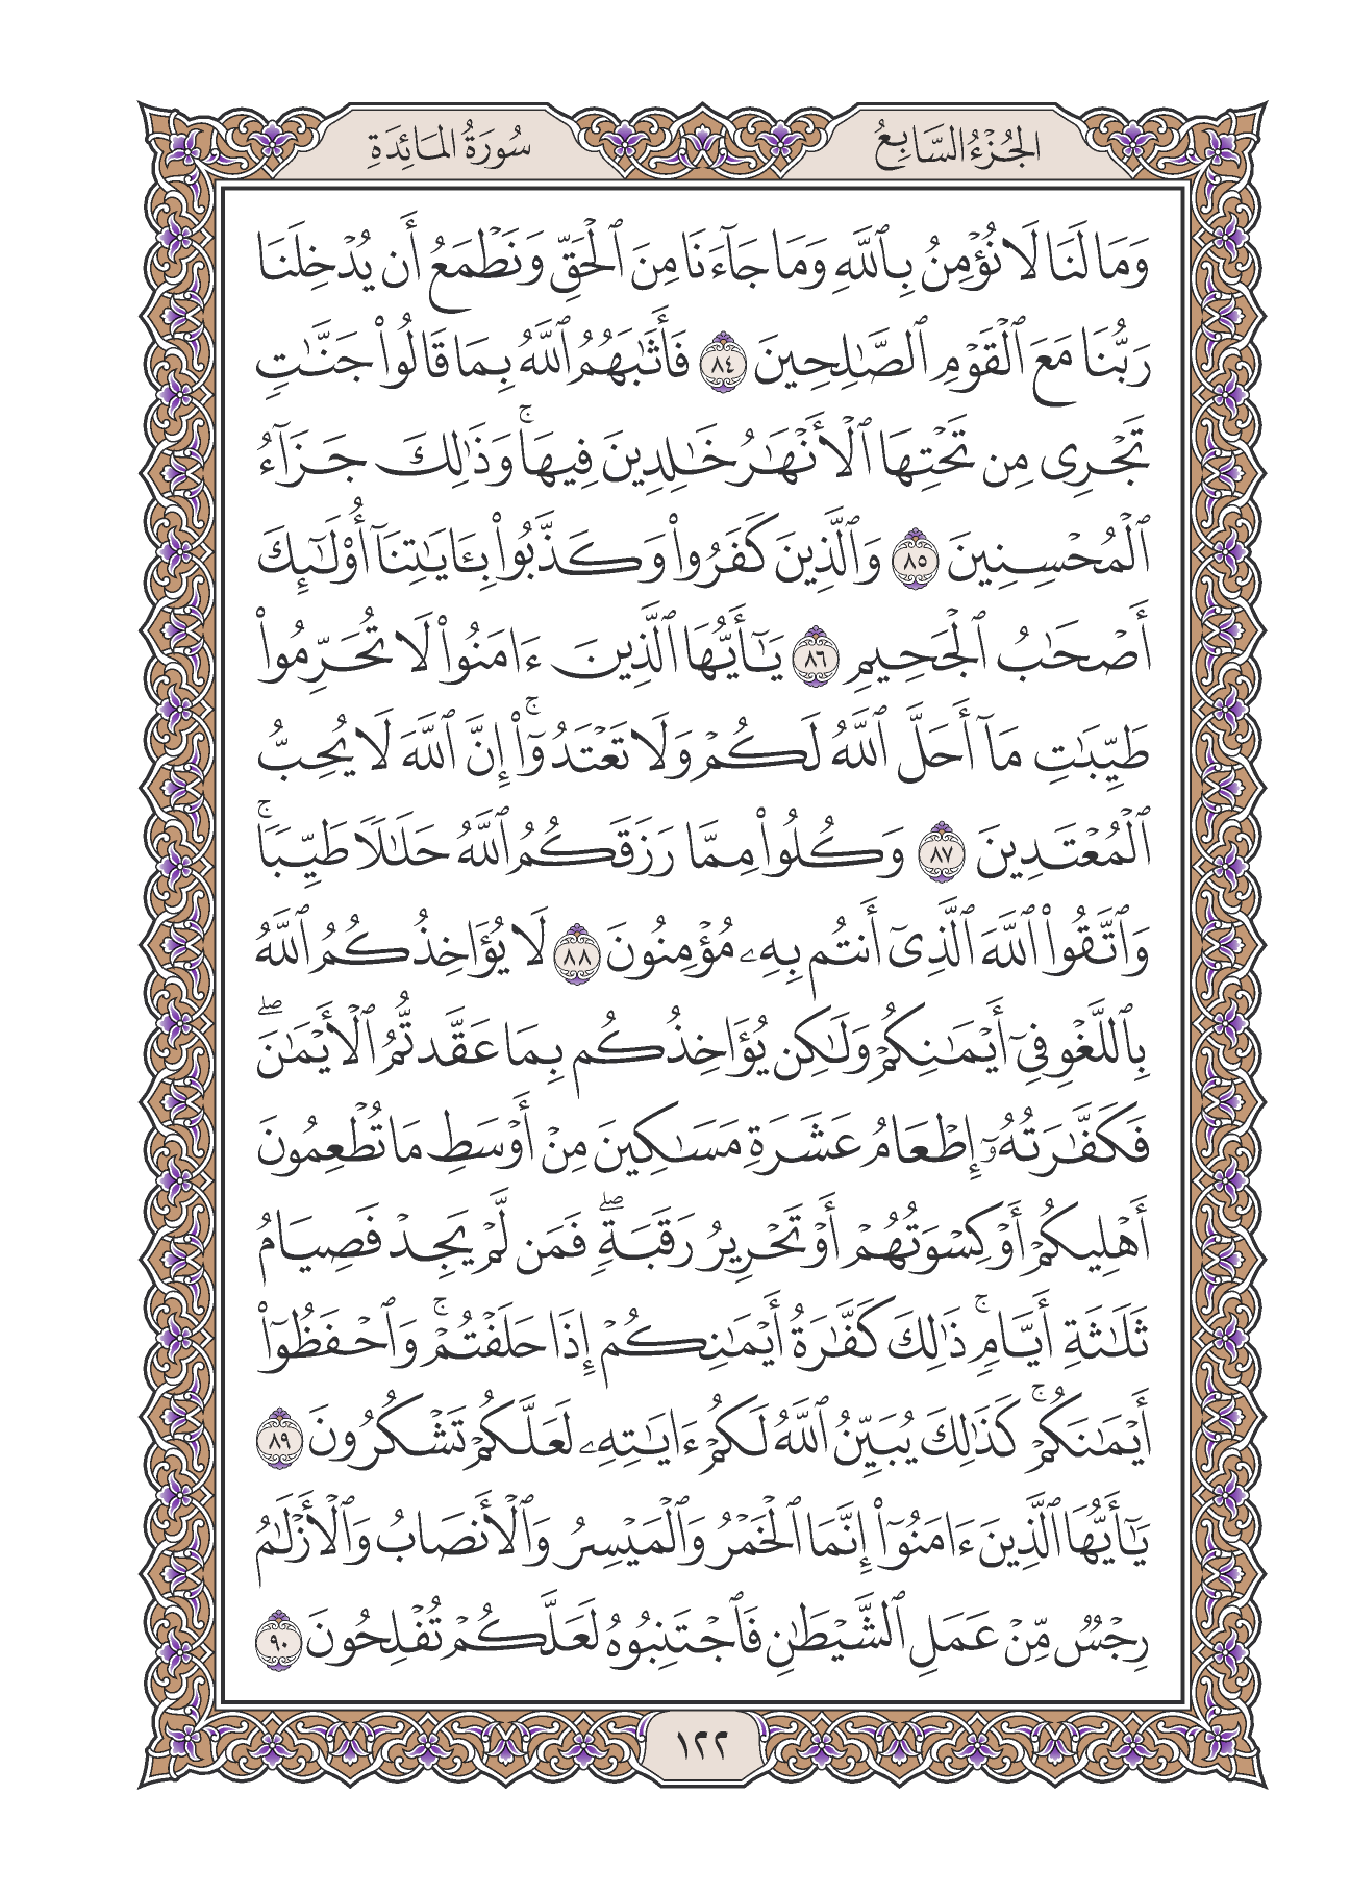 الجُزْءُ السَّابِعُ
سُورَةُ المَائِدَةِ
وَمَا لَنَا لَا نُؤْمِنُ بِٱللَّهِ وَمَا جَآءَنَا مِنَ ٱلْحَقِّ وَنَطْمَعُ أَن يُدْخِلَنَا
رَبُّنَا مَعَ ٱلْقَوْمِ ٱلصَّٰلِحِينَ ٨٤ فَأَثَٰبَهُمُ ٱللَّهُ بِمَا قَالُوا۟ جَنَّٰتٍ
تَجْرِى مِن تَحْتِهَا ٱلْأَنْهَٰرُ خَٰلِدِينَ فِيهَا ۚ وَذَٰلِكَ جَزَآءُ
ٱلْمُحْسِنِينَ ٨٥ وَٱلَّذِينَ كَفَرُوا۟ وَكَذَّبُوا۟ بِـَٔايَٰتِنَآ أُو۟لَٰٓئِكَ
أَصْحَٰبُ ٱلْجَحِيمِ ٨٦ يَٰٓأَيُّهَا ٱلَّذِينَ ءَامَنُوا۟ لَا تُحَرِّمُوا۟
طَيِّبَٰتِ مَآ أَحَلَّ ٱللَّهُ لَكُمْ وَلَا تَعْتَدُوٓا۟ ۚ إِنَّ ٱللَّهَ لَا يُحِبُّ
ٱلْمُعْتَدِينَ ٨٧ وَكُلُوا۟ مِمَّا رَزَقَكُمُ ٱللَّهُ حَلَٰلًا طَيِّبًا ۚ
وَٱتَّقُوا۟ ٱللَّهَ ٱلَّذِىٓ أَنتُم بِهِۦ مُؤْمِنُونَ ٨٨ لَا يُؤَاخِذُكُمُ ٱللَّهُ
بِٱللَّغْوِ فِىٓ أَيْمَٰنِكُمْ وَلَٰكِن يُؤَاخِذُكُم بِمَا عَقَّدتُّمُ ٱلْأَيْمَٰنَ ۖ
فَكَفَّٰرَتُهُۥٓ إِطْعَامُ عَشَرَةِ مَسَٰكِينَ مِنْ أَوْسَطِ مَا تُطْعِمُونَ
أَهْلِيكُمْ أَوْ كِسْوَتُهُمْ أَوْ تَحْرِيرُ رَقَبَةٍ ۖ فَمَن لَّمْ يَجِدْ فَصِيَامُ
ثَلَٰثَةِ أَيَّامٍ ۚ ذَٰلِكَ كَفَّٰرَةُ أَيْمَٰنِكُمْ إِذَا حَلَفْتُمْ ۚ وَٱحْفَظُوٓا۟
أَيْمَٰنَكُمْ ۚ كَذَٰلِكَ يُبَيِّنُ ٱللَّهُ لَكُمْ ءَايَٰتِهِۦ لَعَلَّكُمْ تَشْكُرُونَ ٨٩
يَٰٓأَيُّهَا ٱلَّذِينَ ءَامَنُوٓا۟ إِنَّمَا ٱلْخَمْرُ وَٱلْمَيْسِرُ وَٱلْأَنصَابُ وَٱلْأَزْلَٰمُ
رِجْسٌ مِّنْ عَمَلِ ٱلشَّيْطَٰنِ فَٱجْتَنِبُوهُ لَعَلَّكُمْ تُفْلِحُونَ ٩٠
١٢٢